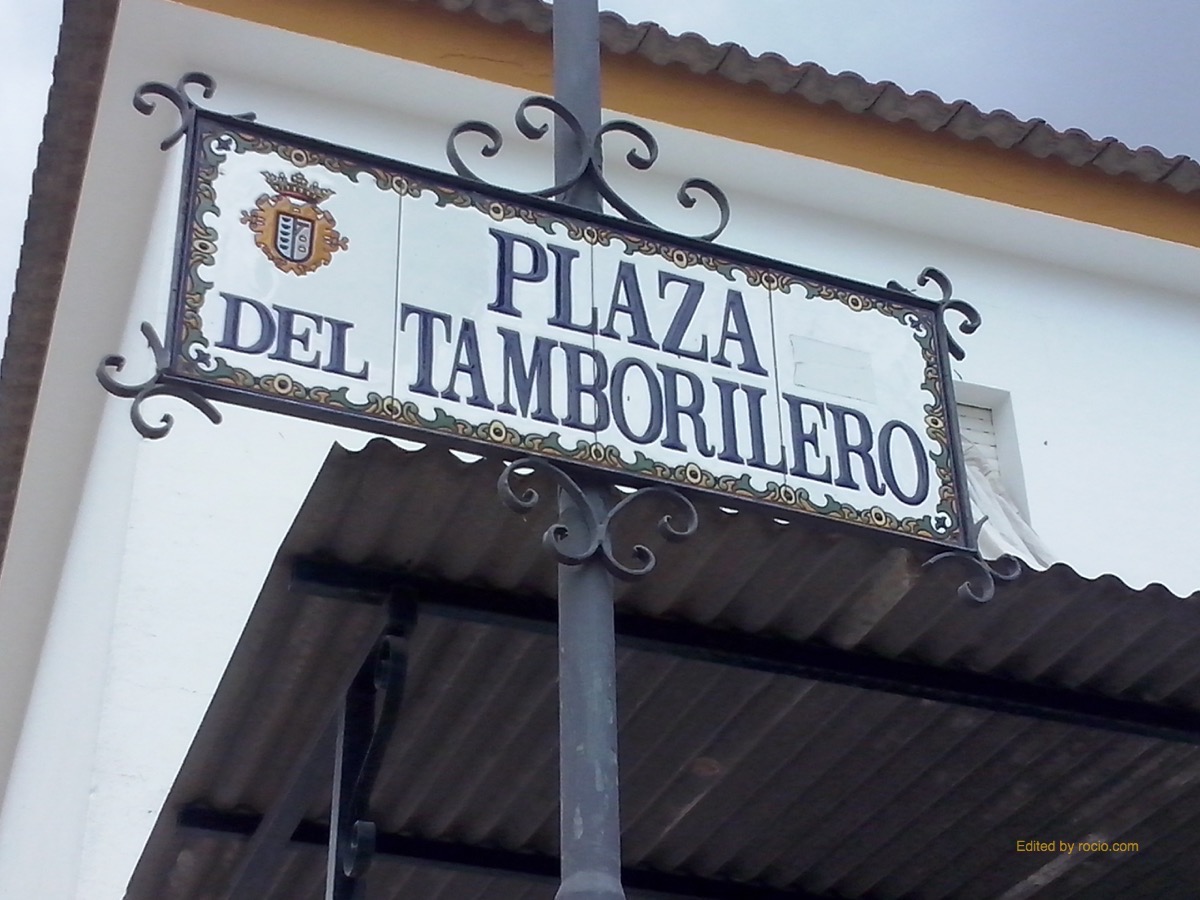 PLAZA
DEL TAMBORILERO
Edited by rocio.com